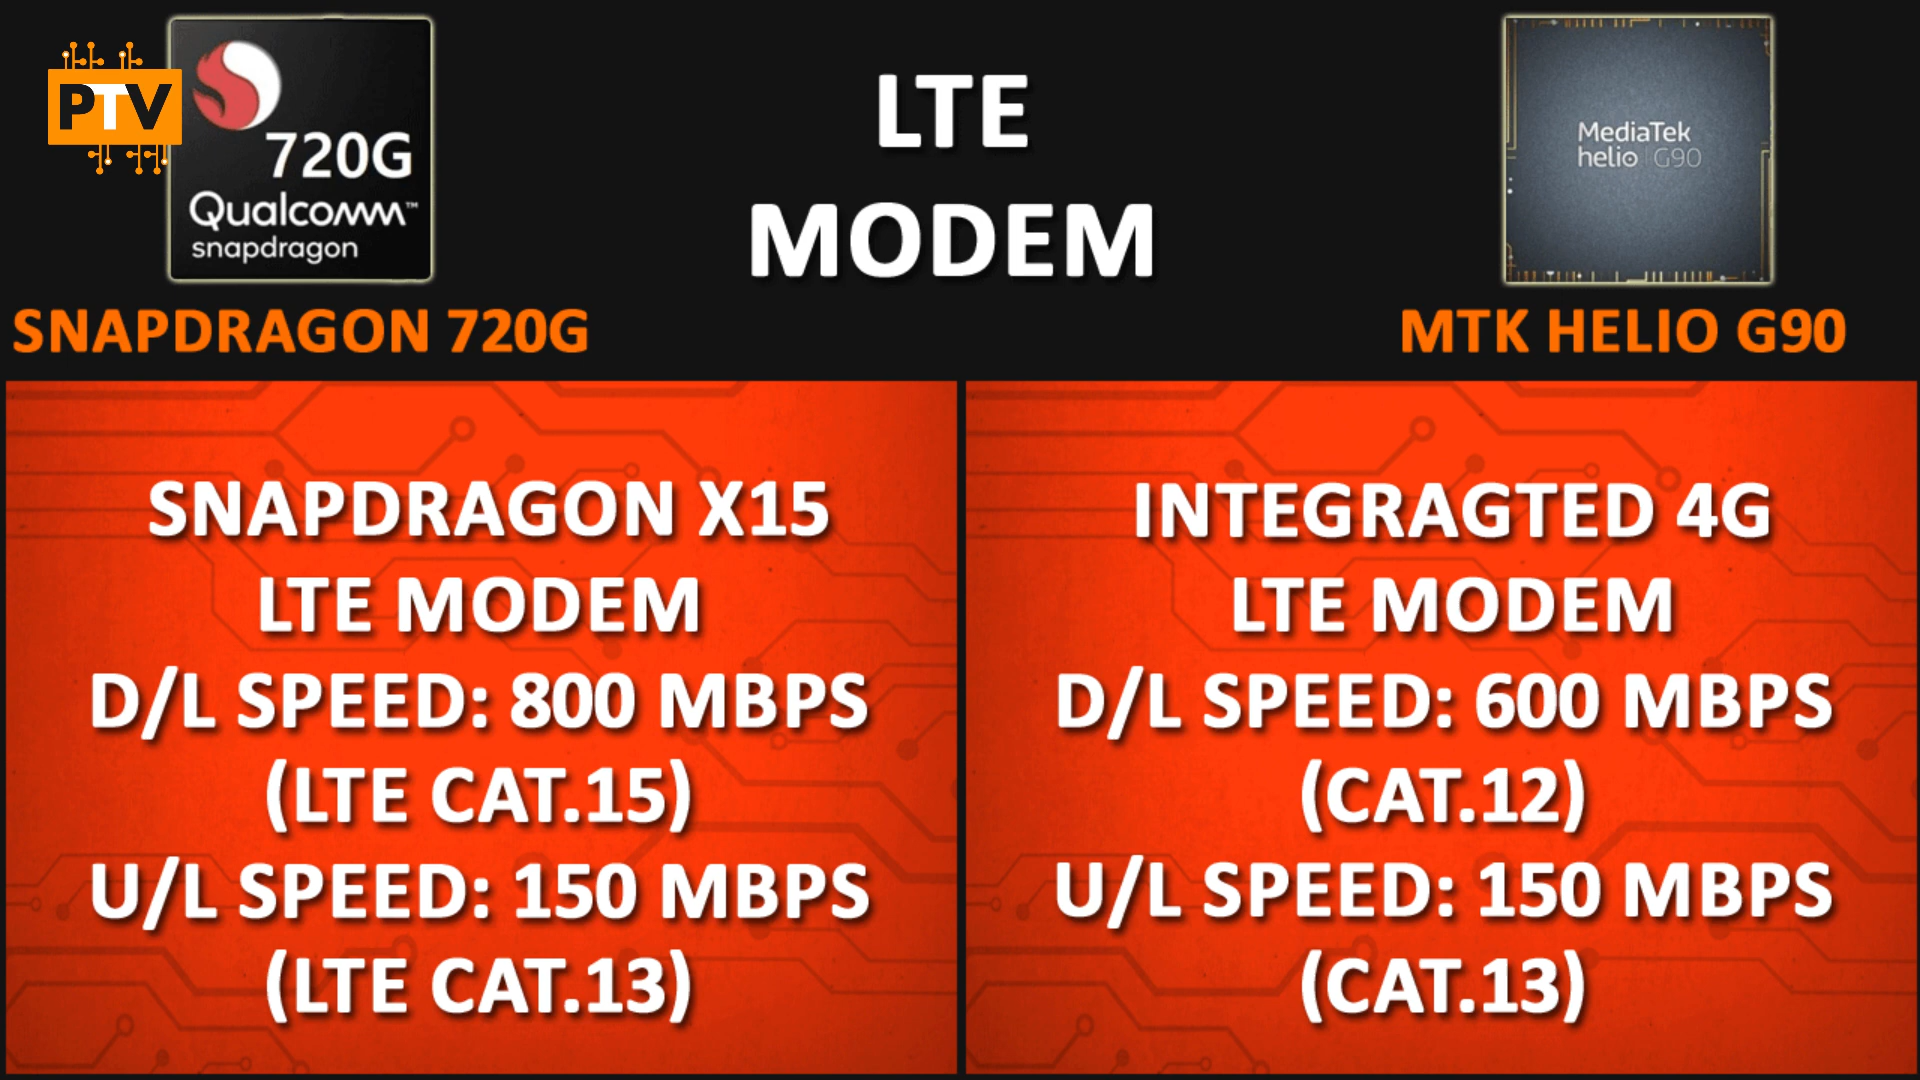 PTV
720G
Qualcomm™
snapdragon
LTE
MODEM
MediaTek
helio G90
SNAPDRAGON 720G
MTK HELIO G90
SNAPDRAGON X15
LTE MODEM
D/L SPEED: 800 MBPS
(LTE CAT.15)
U/L SPEED: 150 MBPS
(LTE CAT.13)
INTEGRAGTED 4G
LTE MODEM
D/L SPEED: 600 MBPS
(CAT.12)
U/L SPEED: 150 MBPS
(CAT.13)